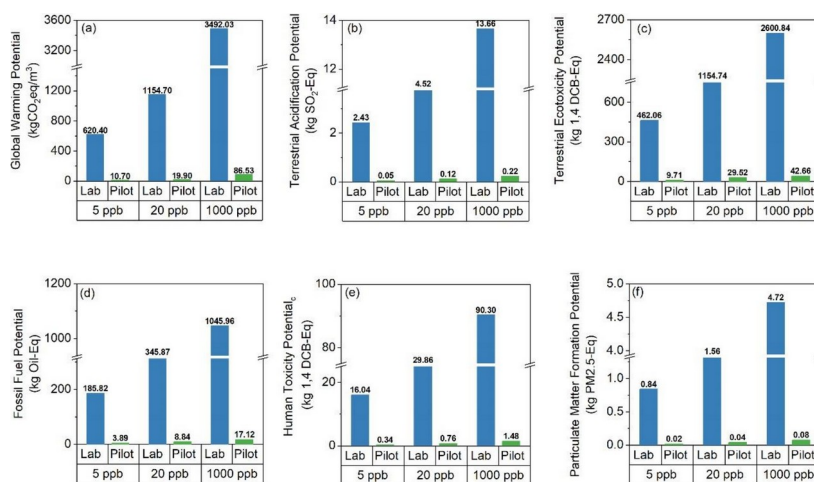 (a)
Global Warming Potential
(kgCO₂eq/m³)
3600
3000
1200
800
400
0
620.40
10.70
1154.70
19.90
3492.03
86.53
Lab Pilot Lab Pilot Lab Pilot
5 ppb 20 ppb 1000 ppb
(b)
Terrestrial Acidification Potential
(kg SO₂-Eq)
14
12
4
2
0
2.43
0.05
4.52
0.12
13.66
0.22
Lab Pilot Lab Pilot Lab Pilot
5 ppb 20 ppb 1000 ppb
(c)
Terrestrial Ecotoxicity Potential
(kg 1,4 DCB-Eq)
2700
2400
600
300
0
462.06
9.71
1154.74
29.52
2600.84
42.66
Lab Pilot Lab Pilot Lab Pilot
5 ppb 20 ppb 1000 ppb
(d)
Fossil Fuel Potential
(kg Oil-Eq)
1200
1000
200
0
185.82
3.89
345.87
8.84
1045.96
17.12
Lab Pilot Lab Pilot Lab Pilot
5 ppb 20 ppb 1000 ppb
(e)
Human Toxicity Potential_c
(kg 1,4 DCB-Eq)
100
80
20
0
16.04
0.34
29.86
0.76
90.30
1.48
Lab Pilot Lab Pilot Lab Pilot
5 ppb 20 ppb 1000 ppb
(f)
Particulate Matter Formation Potential
(kg PM2.5-Eq)
5.0
4.5
4.0
1.0
0.5
0.0
0.84
0.02
1.56
0.04
4.72
0.08
Lab Pilot Lab Pilot Lab Pilot
5 ppb 20 ppb 1000 ppb